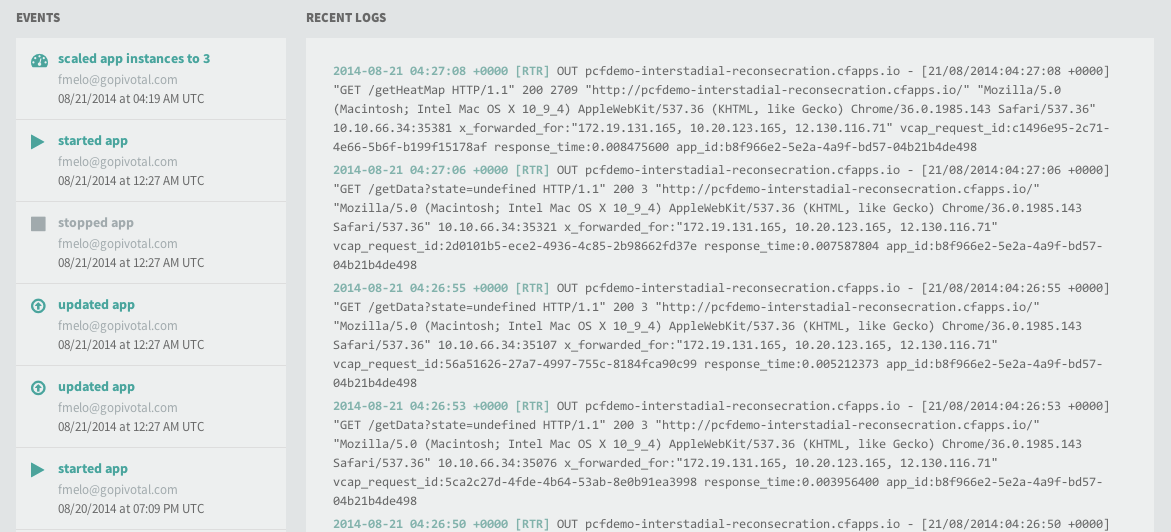 EVENTS
scaled app instances to 3
fmelo@gopivotal.com
08/21/2014 at 04:19 AM UTC
started app
fmelo@gopivotal.com
08/21/2014 at 12:27 AM UTC
stopped app
fmelo@gopivotal.com
08/21/2014 at 12:27 AM UTC
updated app
fmelo@gopivotal.com
08/21/2014 at 12:27 AM UTC
updated app
fmelo@gopivotal.com
08/21/2014 at 12:27 AM UTC
started app
fmelo@gopivotal.com
08/20/2014 at 07:09 PM UTC
RECENT LOGS
2014-08-21 04:27:08 +0000 [RTR] OUT pcfdemo-interstadial-reconsecration.cfapps.io - [21/08/2014:04:27:08 +0000]
"GET /getHeatMap HTTP/1.1" 200 2709 "http://pcfdemo-interstadial-reconsecration.cfapps.io/" "Mozilla/5.0
(Macintosh; Intel Mac OS X 10_9_4) AppleWebKit/537.36 (KHTML, like Gecko) Chrome/36.0.1985.143 Safari/537.36"
10.10.66.34:35381 x_forwarded_for:"172.19.131.165, 10.20.123.165, 12.130.116.71" vcap_request_id:c1496e95-2c71-
4e66-5b6f-b199f15178af response_time:0.008475600 app_id:b8f966e2-5e2a-4a9f-bd57-04b21b4de498
2014-08-21 04:27:06 +0000 [RTR] OUT pcfdemo-interstadial-reconsecration.cfapps.io - [21/08/2014:04:27:06 +0000]
"GET /getData?state=undefined HTTP/1.1" 200 3 "http://pcfdemo-interstadial-reconsecration.cfapps.io/"
"Mozilla/5.0 (Macintosh; Intel Mac OS X 10_9_4) AppleWebKit/537.36 (KHTML, like Gecko) Chrome/36.0.1985.143
Safari/537.36" 10.10.66.34:35321 x_forwarded_for:"172.19.131.165, 10.20.123.165, 12.130.116.71"
vcap_request_id:2d0101b5-ece2-4936-4c85-2b98662fd37e response_time:0.007587804 app_id:b8f966e2-5e2a-4a9f-bd57-
04b21b4de498
2014-08-21 04:26:55 +0000 [RTR] OUT pcfdemo-interstadial-reconsecration.cfapps.io - [21/08/2014:04:26:55 +0000]
"GET /getData?state=undefined HTTP/1.1" 200 3 "http://pcfdemo-interstadial-reconsecration.cfapps.io/"
"Mozilla/5.0 (Macintosh; Intel Mac OS X 10_9_4) AppleWebKit/537.36 (KHTML, like Gecko) Chrome/36.0.1985.143
Safari/537.36" 10.10.66.34:35107 x_forwarded_for:"172.19.131.165, 10.20.123.165, 12.130.116.71"
vcap_request_id:56a51626-27a7-4997-755c-8184fca90c99 response_time:0.005212373 app_id:b8f966e2-5e2a-4a9f-bd57-
04b21b4de498
2014-08-21 04:26:53 +0000 [RTR] OUT pcfdemo-interstadial-reconsecration.cfapps.io - [21/08/2014:04:26:53 +0000]
"GET /getData?state=undefined HTTP/1.1" 200 3 "http://pcfdemo-interstadial-reconsecration.cfapps.io/"
"Mozilla/5.0 (Macintosh; Intel Mac OS X 10_9_4) AppleWebKit/537.36 (KHTML, like Gecko) Chrome/36.0.1985.143
Safari/537.36" 10.10.66.34:35076 x_forwarded_for:"172.19.131.165, 10.20.123.165, 12.130.116.71"
vcap_request_id:5ca2c27d-4fde-4b64-53ab-8e0b91ea3998 response_time:0.003956400 app_id:b8f966e2-5e2a-4a9f-bd57-
04b21b4de498
2014-08-21 04:26:50 +0000 [RTR] OUT pcfdemo-interstadial-reconsecration.cfapps.io - [21/08/2014:04:26:50 +0000]